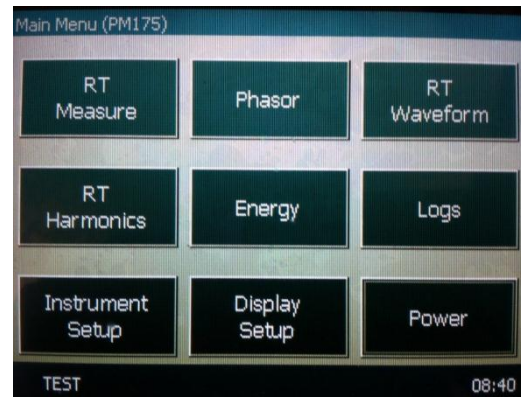 Main Menu (PM175)
RT
Measure
Phasor
RT
Waveform
RT
Harmonics
Energy
Logs
Instrument
Setup
Display
Setup
Power
TEST 08:40